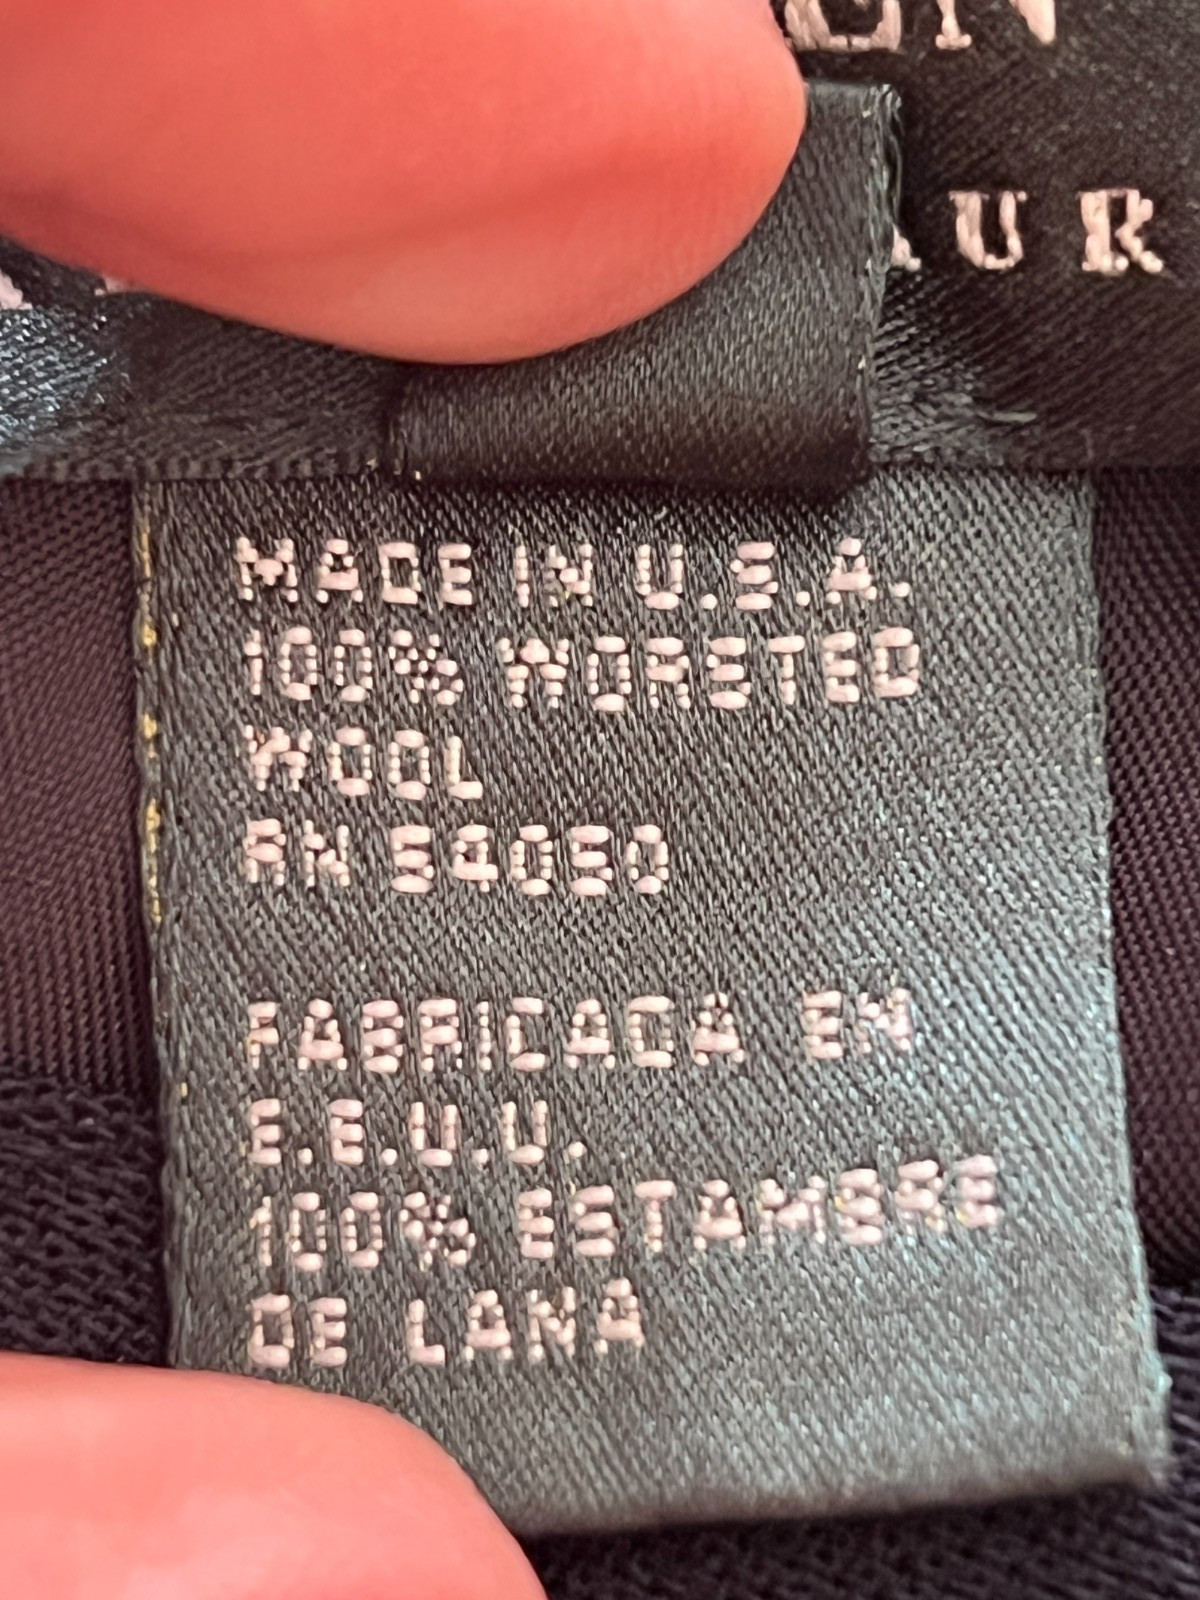 MADE IN U.S.A.
100% WORSTED
WOOL
RN 54050
FABRICADA EN
E.E.U.U.
100% ESTAMBRE
DE LANA